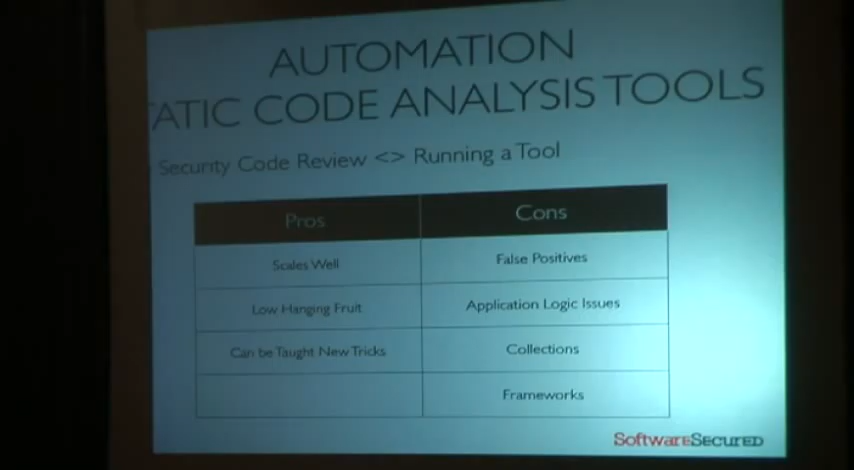 AUTOMATION
ATIC CODE ANALYSIS TOOLS
Security Code Review <> Running a Tool
Pros Cons
Scales Well False Positives
Low Hanging Fruit Application Logic Issues
Can be Taught New Tricks Collections
Frameworks
SoftwareSecured